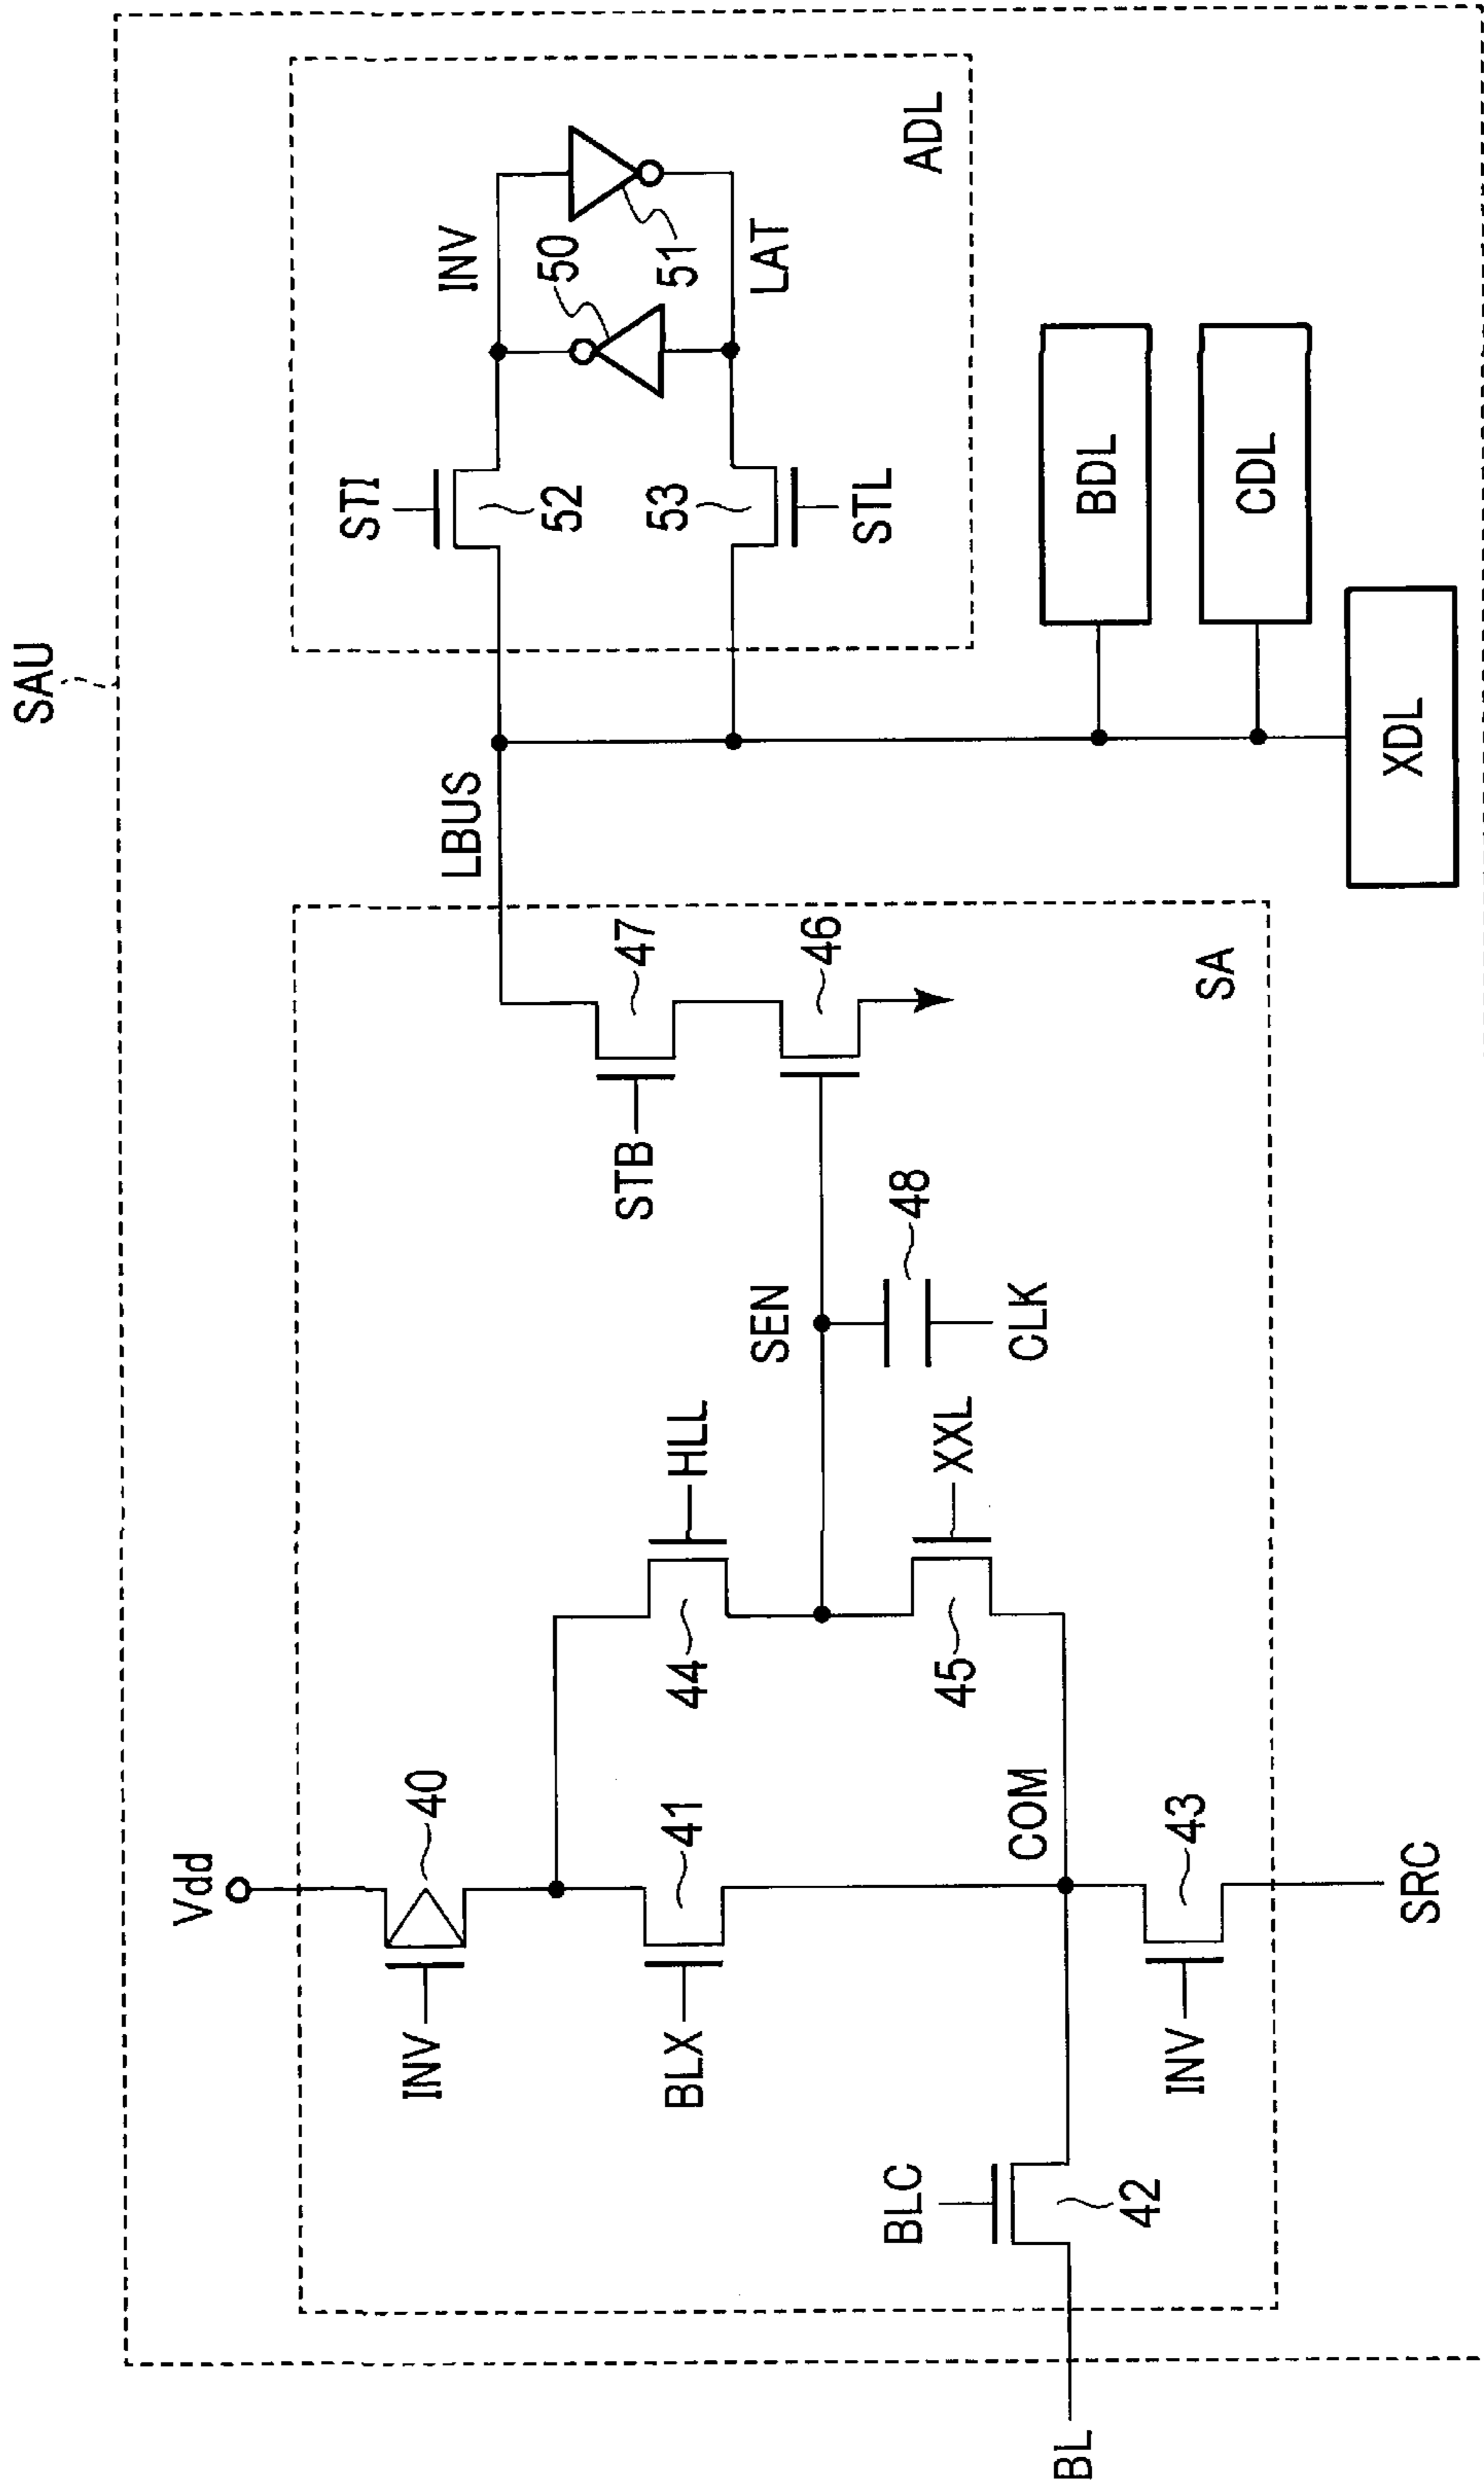 SAU
Vdd
INV
40
BLX
41
HLL
44
BLC
42
BL
COM
INV
43
SRC
XXL
45
SEN
48
CLK
STB
47
46
SA
LBUS
STI
52
INV
50
51
53
STL
LAT
ADL
BDL
CDL
XDL